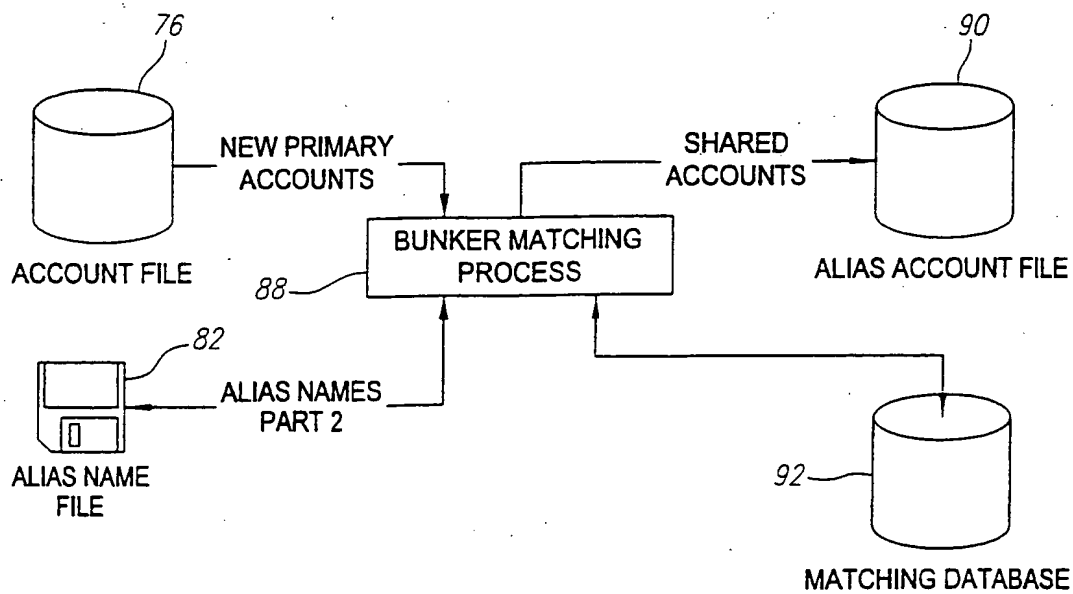 76
90
NEW PRIMARY
ACCOUNTS
SHARED
ACCOUNTS
ACCOUNT FILE
BUNKER MATCHING
PROCESS
88
ALIAS ACCOUNT FILE
82
ALIAS NAMES
PART 2
ALIAS NAME
FILE
92
MATCHING DATABASE